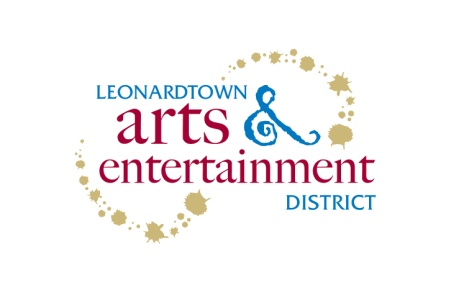 LEONARDTOWN
arts &
entertainment
DISTRICT